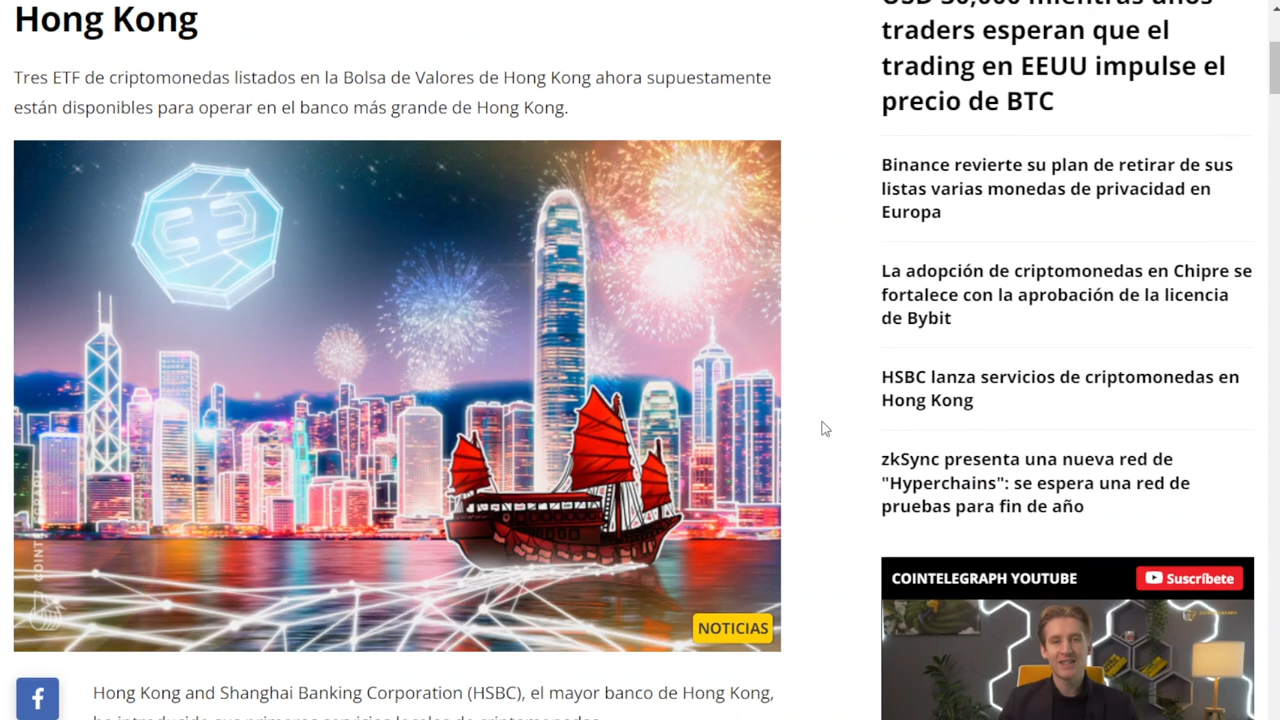 Hong Kong
Tres ETF de criptomonedas listados en la Bolsa de Valores de Hong Kong ahora supuestamente
están disponibles para operar en el banco más grande de Hong Kong.
NOTICIAS
Hong Kong and Shanghai Banking Corporation (HSBC), el mayor banco de Hong Kong,
traders esperan que el
trading en EEUU impulse el
precio de BTC
Binance revierte su plan de retirar de sus
listas varias monedas de privacidad en
Europa
La adopción de criptomonedas en Chipre se
fortalece con la aprobación de la licencia
de Bybit
HSBC lanza servicios de criptomonedas en
Hong Kong
zkSync presenta una nueva red de
"Hyperchains": se espera una red de
pruebas para fin de año
COINTELEGRAPH YOUTUBE
Suscríbete